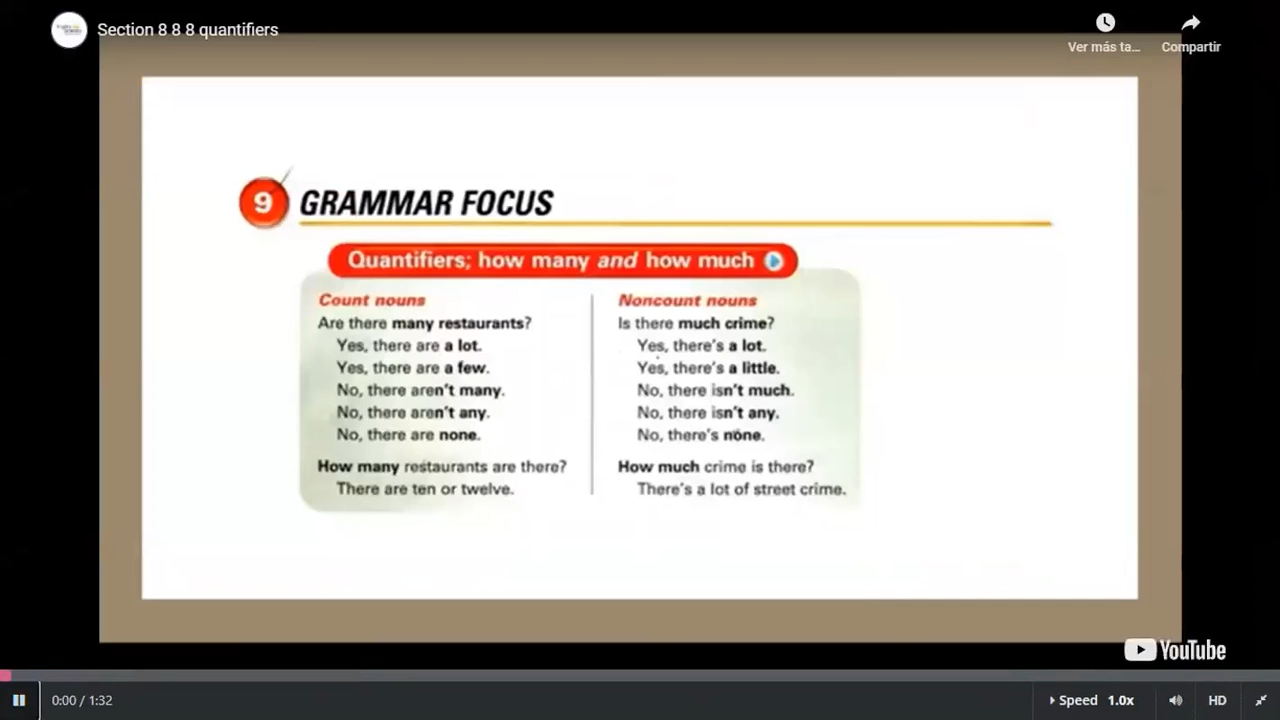 Section 8 8 8 quantifiers
Ver más ta...
Compartir
9 GRAMMAR FOCUS
Quantifiers; how many and how much
Count nouns
Are there many restaurants?
Yes, there are a lot.
Yes, there are a few.
No, there aren't many.
No, there aren't any.
No, there are none.
How many restaurants are there?
There are ten or twelve.
Noncount nouns
Is there much crime?
Yes, there's a lot.
Yes, there's a little.
No, there isn't much.
No, there isn't any.
No, there's none.
How much crime is there?
There's a lot of street crime.
YouTube
0:00 / 1:32
Speed 1.0x
HD